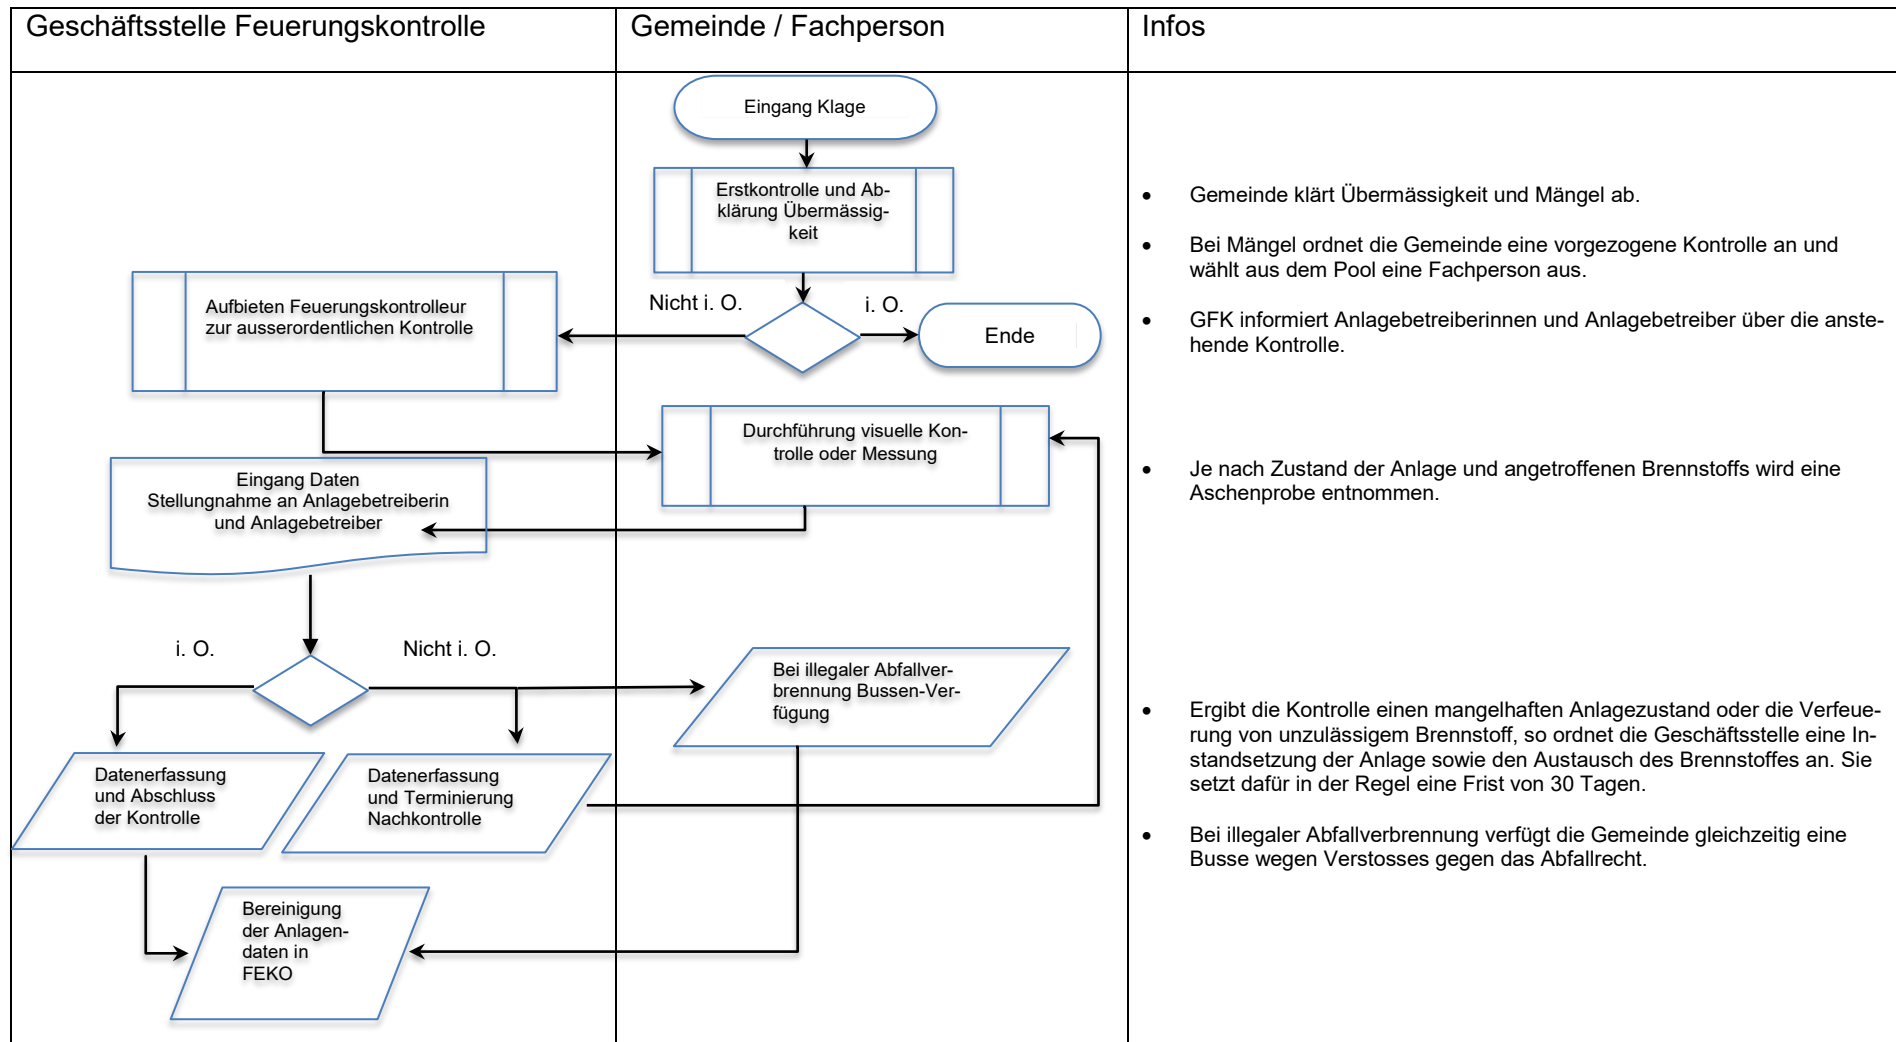 Geschäftsstelle Feuerungskontrolle
Gemeinde / Fachperson
Infos
Eingang Klage
Erstkontrolle und Ab-
klärung Übermässig-
keit
Nicht i. O.
i. O.
Ende
Aufbieten Feuerungskontrolleur
zur ausserordentlichen Kontrolle
Durchführung visuelle Kon-
trolle oder Messung
Eingang Daten
Stellungnahme an Anlagebetreiberin
und Anlagebetreiber
i. O.
Nicht i. O.
Bei illegaler Abfallver-
brennung Bussen-Ver-
fügung
Datenerfassung
und Abschluss
der Kontrolle
Datenerfassung
und Terminierung
Nachkontrolle
Bereinigung
der Anlagen-
daten in
FEKO
• Gemeinde klärt Übermässigkeit und Mängel ab.
• Bei Mängel ordnet die Gemeinde eine vorgezogene Kontrolle an und
wählt aus dem Pool eine Fachperson aus.
• GFK informiert Anlagebetreiberinnen und Anlagebetreiber über die anste-
hende Kontrolle.
• Je nach Zustand der Anlage und angetroffenen Brennstoffs wird eine
Aschenprobe entnommen.
• Ergibt die Kontrolle einen mangelhaften Anlagezustand oder die Verfeue-
rung von unzulässigem Brennstoff, so ordnet die Geschäftsstelle eine In-
standsetzung der Anlage sowie den Austausch des Brennstoffes an. Sie
setzt dafür in der Regel eine Frist von 30 Tagen.
• Bei illegaler Abfallverbrennung verfügt die Gemeinde gleichzeitig eine
Busse wegen Verstosses gegen das Abfallrecht.